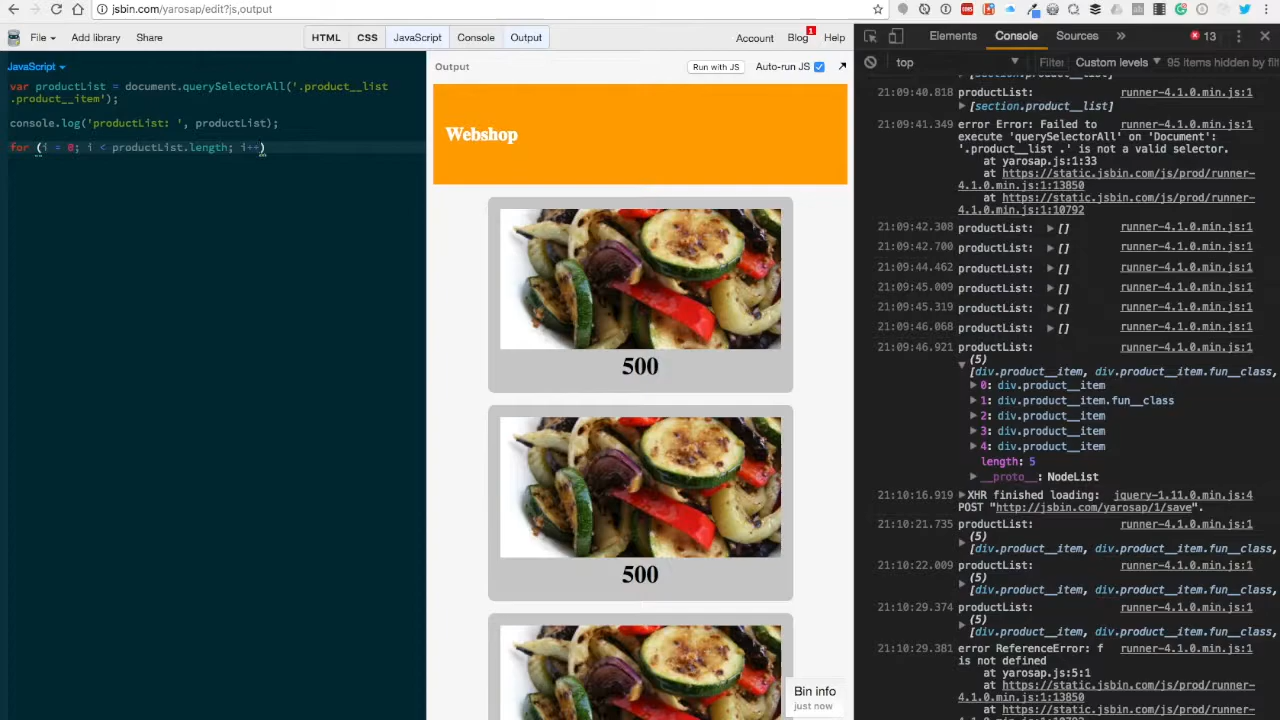 jsbin.com/yarosap/edit?js,output
File Add library Share HTML CSS JavaScript Console Output Account Blog 1 Help
JavaScript
var productList = document.querySelectorAll('.product__list
.product__item');
console.log('productList: ', productList);
for (i = 0; i < productList.length; i++)
Output Run with JS Auto-run JS
Webshop
500
500
Bin info
just now
Elements Console Sources » 13
top Filter Custom levels 95 items hidden by fil
[section.product__list]
21:09:40.818 productList: runner-4.1.0.min.js:1
[section.product__list]
21:09:41.349 error Error: Failed to runner-4.1.0.min.js:1
execute 'querySelectorAll' on 'Document':
'.product__list .' is not a valid selector.
at yarosap.js:1:33
at https://static.jsbin.com/js/prod/runner-
4.1.0.min.js:1:13850
at https://static.jsbin.com/js/prod/runner-
4.1.0.min.js:1:10792
21:09:42.308 productList: [] runner-4.1.0.min.js:1
21:09:42.700 productList: [] runner-4.1.0.min.js:1
21:09:44.462 productList: [] runner-4.1.0.min.js:1
21:09:45.009 productList: [] runner-4.1.0.min.js:1
21:09:45.319 productList: [] runner-4.1.0.min.js:1
21:09:46.068 productList: [] runner-4.1.0.min.js:1
21:09:46.921 productList: runner-4.1.0.min.js:1
(5)
[div.product__item, div.product__item.fun__class,
0: div.product__item
1: div.product__item.fun__class
2: div.product__item
3: div.product__item
4: div.product__item
length: 5
__proto__: NodeList
21:10:16.919 XHR finished loading: jquery-1.11.0.min.js:4
POST "http://jsbin.com/yarosap/1/save".
21:10:21.735 productList: runner-4.1.0.min.js:1
(5)
[div.product__item, div.product__item.fun__class,
21:10:22.009 productList: runner-4.1.0.min.js:1
(5)
[div.product__item, div.product__item.fun__class,
21:10:29.374 productList: runner-4.1.0.min.js:1
(5)
[div.product__item, div.product__item.fun__class,
21:10:29.381 error ReferenceError: f runner-4.1.0.min.js:1
is not defined
at yarosap.js:5:1
at https://static.jsbin.com/js/prod/runner-
4.1.0.min.js:1:13850
at https://static.jsbin.com/js/prod/runner-